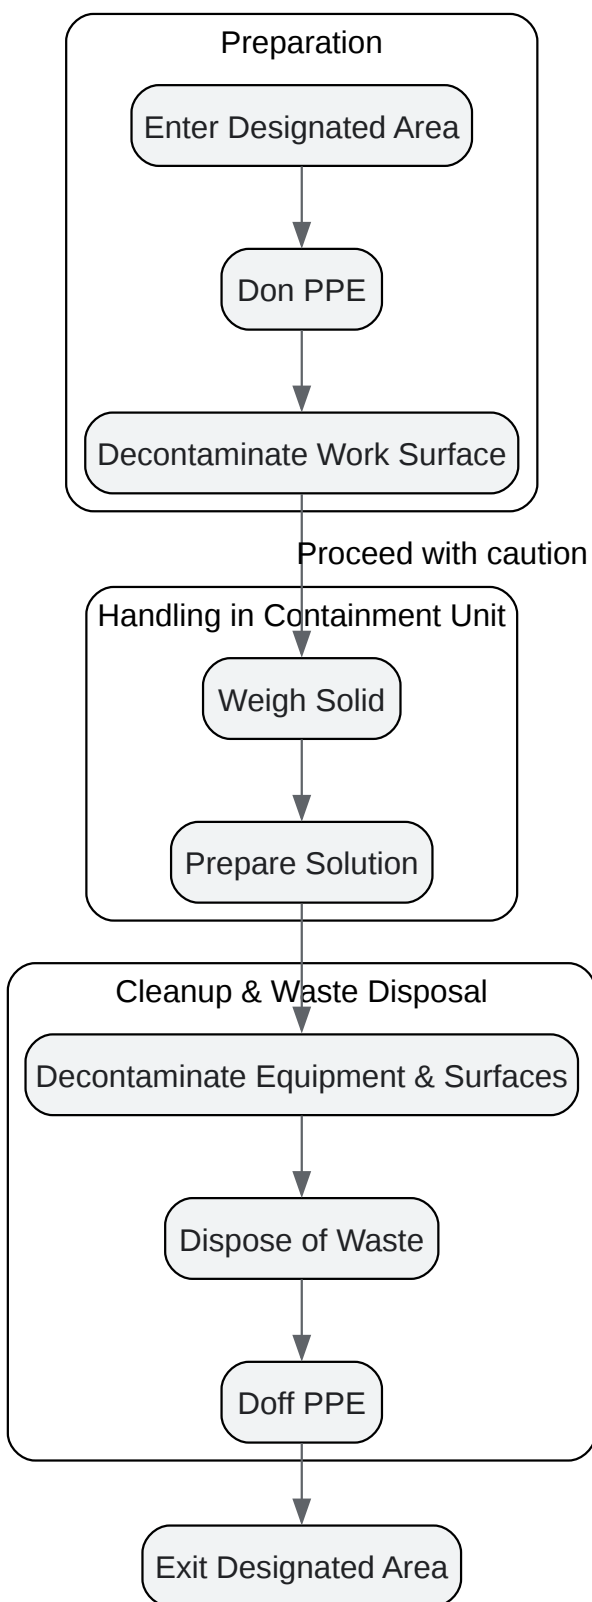 Preparation
Enter Designated Area
Don PPE
Decontaminate Work Surface
Proceed with caution
Handling in Containment Unit
Weigh Solid
Prepare Solution
Cleanup & Waste Disposal
Decontaminate Equipment & Surfaces
Dispose of Waste
Doff PPE
Exit Designated Area